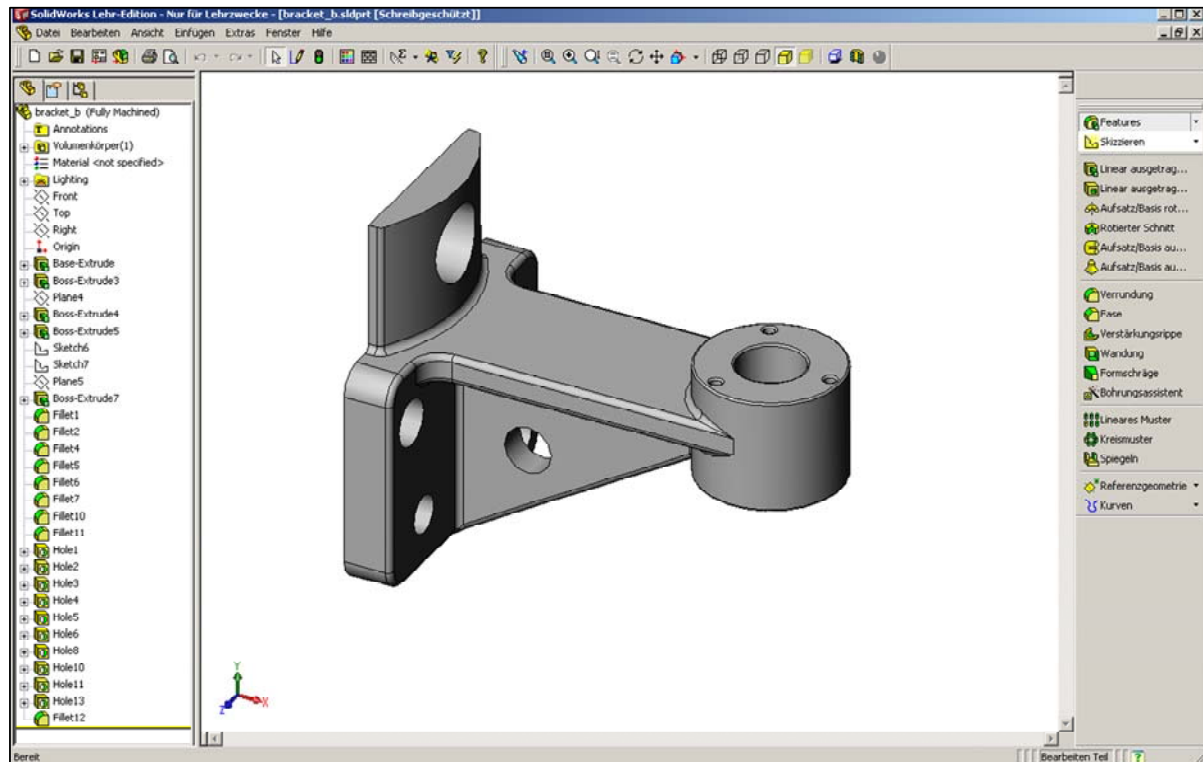 SolidWorks Lehr-Edition - Nur für Lehrzwecke - [bracket_b.sldprt [Schreibgeschützt]]
Datei Bearbeiten Ansicht Einfügen Extras Fenster Hilfe
bracket_b (Fully Machined)
Annotations
Volumenkörper(1)
Material <not specified>
Lighting
Front
Top
Right
Origin
Base-Extrude
Boss-Extrude3
Plane4
Boss-Extrude4
Boss-Extrude5
Sketch6
Sketch7
Plane5
Boss-Extrude7
Fillet1
Fillet2
Fillet4
Fillet5
Fillet6
Fillet7
Fillet10
Fillet11
Hole1
Hole2
Hole3
Hole4
Hole5
Hole6
Hole8
Hole10
Hole11
Hole13
Fillet12
Y
X
Z
Features
Skizzieren
Linear ausgetrag...
Linear ausgetrag...
Aufsatz/Basis rot...
Rotierter Schnitt
Aufsatz/Basis au...
Aufsatz/Basis au...
Verrundung
Fase
Verstärkungsrippe
Wandung
Formschräge
Bohrungsassistent
Lineares Muster
Kreismuster
Spiegeln
Referenzgeometrie
Kurven
Bereit
Bearbeiten Teil